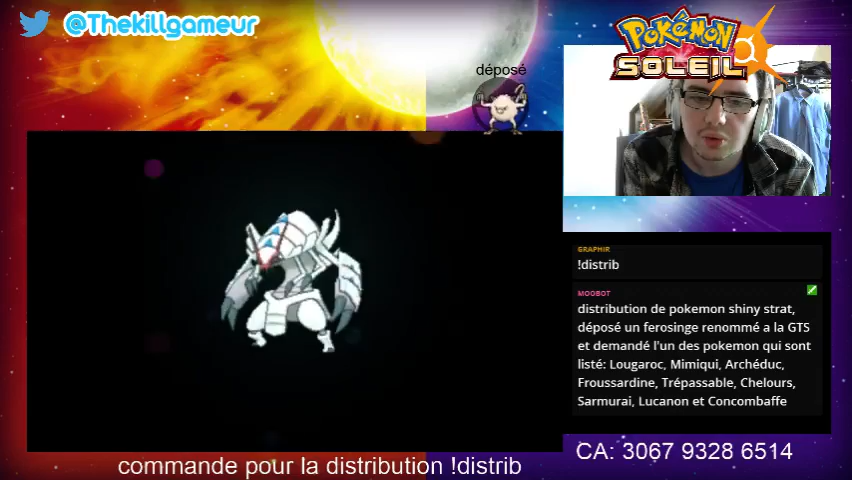 @Thekillgameur
POKÉMON
SOLEIL
déposé
GRAPHIR
!distrib
MOOBOT
distribution de pokemon shiny strat,
déposé un ferosinge renommé a la GTS
et demandé l'un des pokemon qui sont
listé: Lougaroc, Mimiqui, Archéduc,
Froussardine, Trépassable, Chelours,
Sarmurai, Lucanon et Concombaffe
CA: 3067 9328 6514
commande pour la distribution !distrib